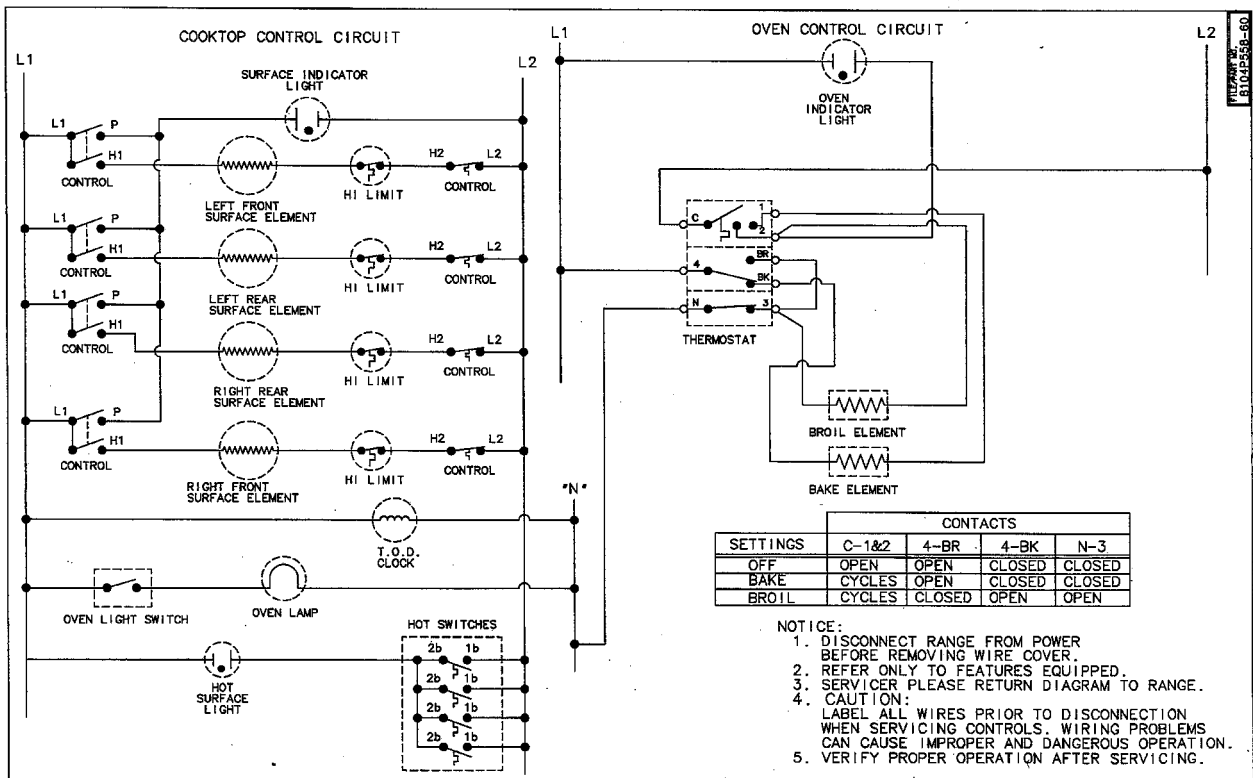 COOKTOP CONTROL CIRCUIT
OVEN CONTROL CIRCUIT
L1
L2
L1
L2
8104P558-60
SURFACE INDICATOR
LIGHT
OVEN
INDICATOR
LIGHT
L1
P
H1
CONTROL
LEFT FRONT
SURFACE ELEMENT
HI LIMIT
H2
L2
CONTROL
L1
P
H1
CONTROL
LEFT REAR
SURFACE ELEMENT
HI LIMIT
H2
L2
CONTROL
L1
P
H1
CONTROL
RIGHT REAR
SURFACE ELEMENT
HI LIMIT
H2
L2
CONTROL
L1
P
H1
CONTROL
RIGHT FRONT
SURFACE ELEMENT
HI LIMIT
H2
L2
CONTROL
C
1
2
4
BR
BK
N
3
THERMOSTAT
BROIL ELEMENT
BAKE ELEMENT
"N"
T.O.D.
CLOCK
OVEN LIGHT SWITCH
OVEN LAMP
HOT SWITCHES
2b 1b
2b 1b
2b 1b
2b 1b
HOT
SURFACE
LIGHT
CONTACTS
SETTINGS C-1&2 4-BR 4-BK N-3
OFF OPEN OPEN CLOSED CLOSED
BAKE CYCLES OPEN CLOSED CLOSED
BROIL CYCLES CLOSED OPEN OPEN
NOTICE:
1. DISCONNECT RANGE FROM POWER
BEFORE REMOVING WIRE COVER.
2. REFER ONLY TO FEATURES EQUIPPED.
3. SERVICER PLEASE RETURN DIAGRAM TO RANGE.
4. CAUTION:
LABEL ALL WIRES PRIOR TO DISCONNECTION
WHEN SERVICING CONTROLS. WIRING PROBLEMS
CAN CAUSE IMPROPER AND DANGEROUS OPERATION.
5. VERIFY PROPER OPERATION AFTER SERVICING.